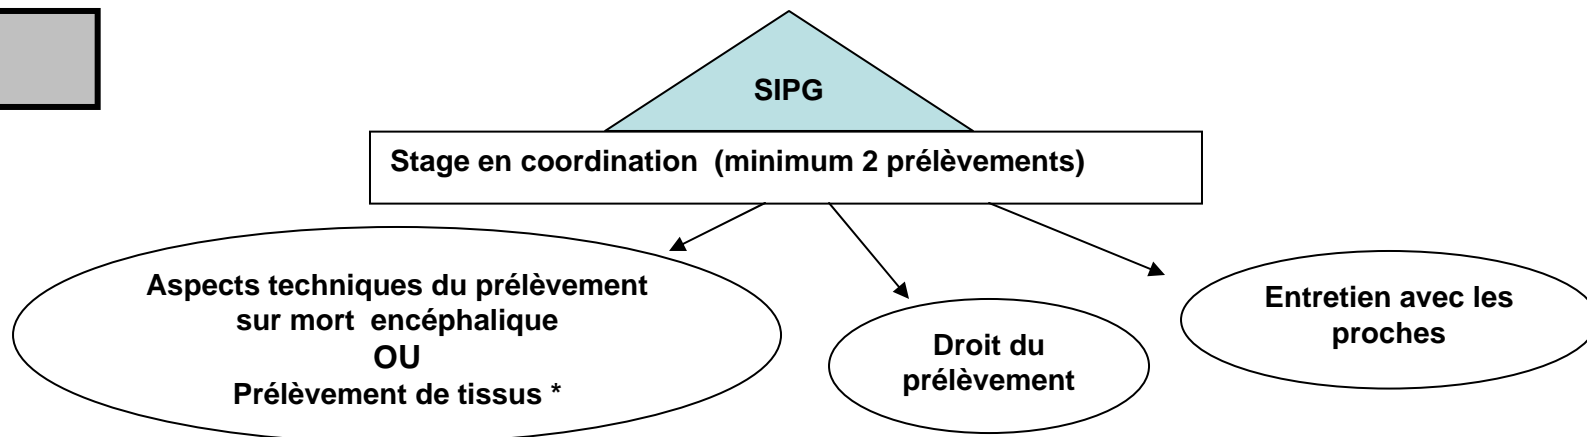 SIPG
Stage en coordination (minimum 2 prélèvements)
Aspects techniques du prélèvement
sur mort encéphalique
OU
Prélèvement de tissus *
Droit du
prélèvement
Entretien avec les
proches